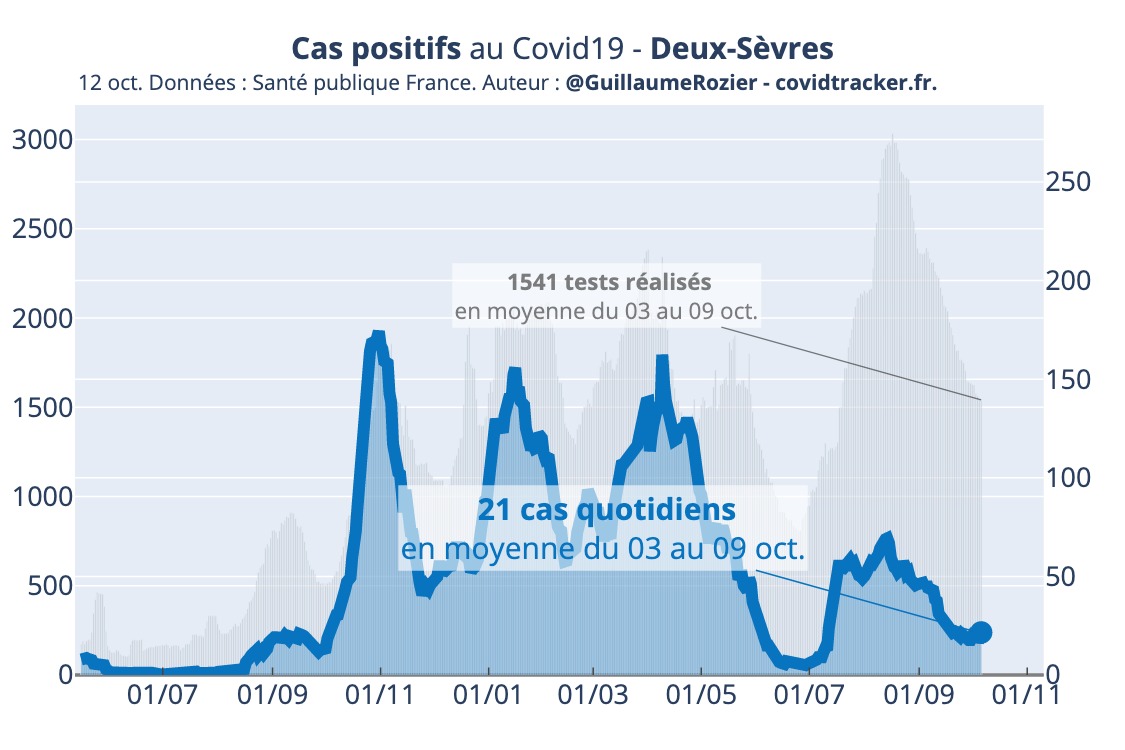 Cas positifs au Covid19 - Deux-Sèvres
12 oct. Données : Santé publique France. Auteur : @GuillaumeRozier - covidtracker.fr.
3000
2500
2000
1500
1000
500
0
250
200
150
100
50
0
1541 tests réalisés
en moyenne du 03 au 09 oct.
21 cas quotidiens
en moyenne du 03 au 09 oct.
01/07 01/09 01/11 01/01 01/03 01/05 01/07 01/09 01/11